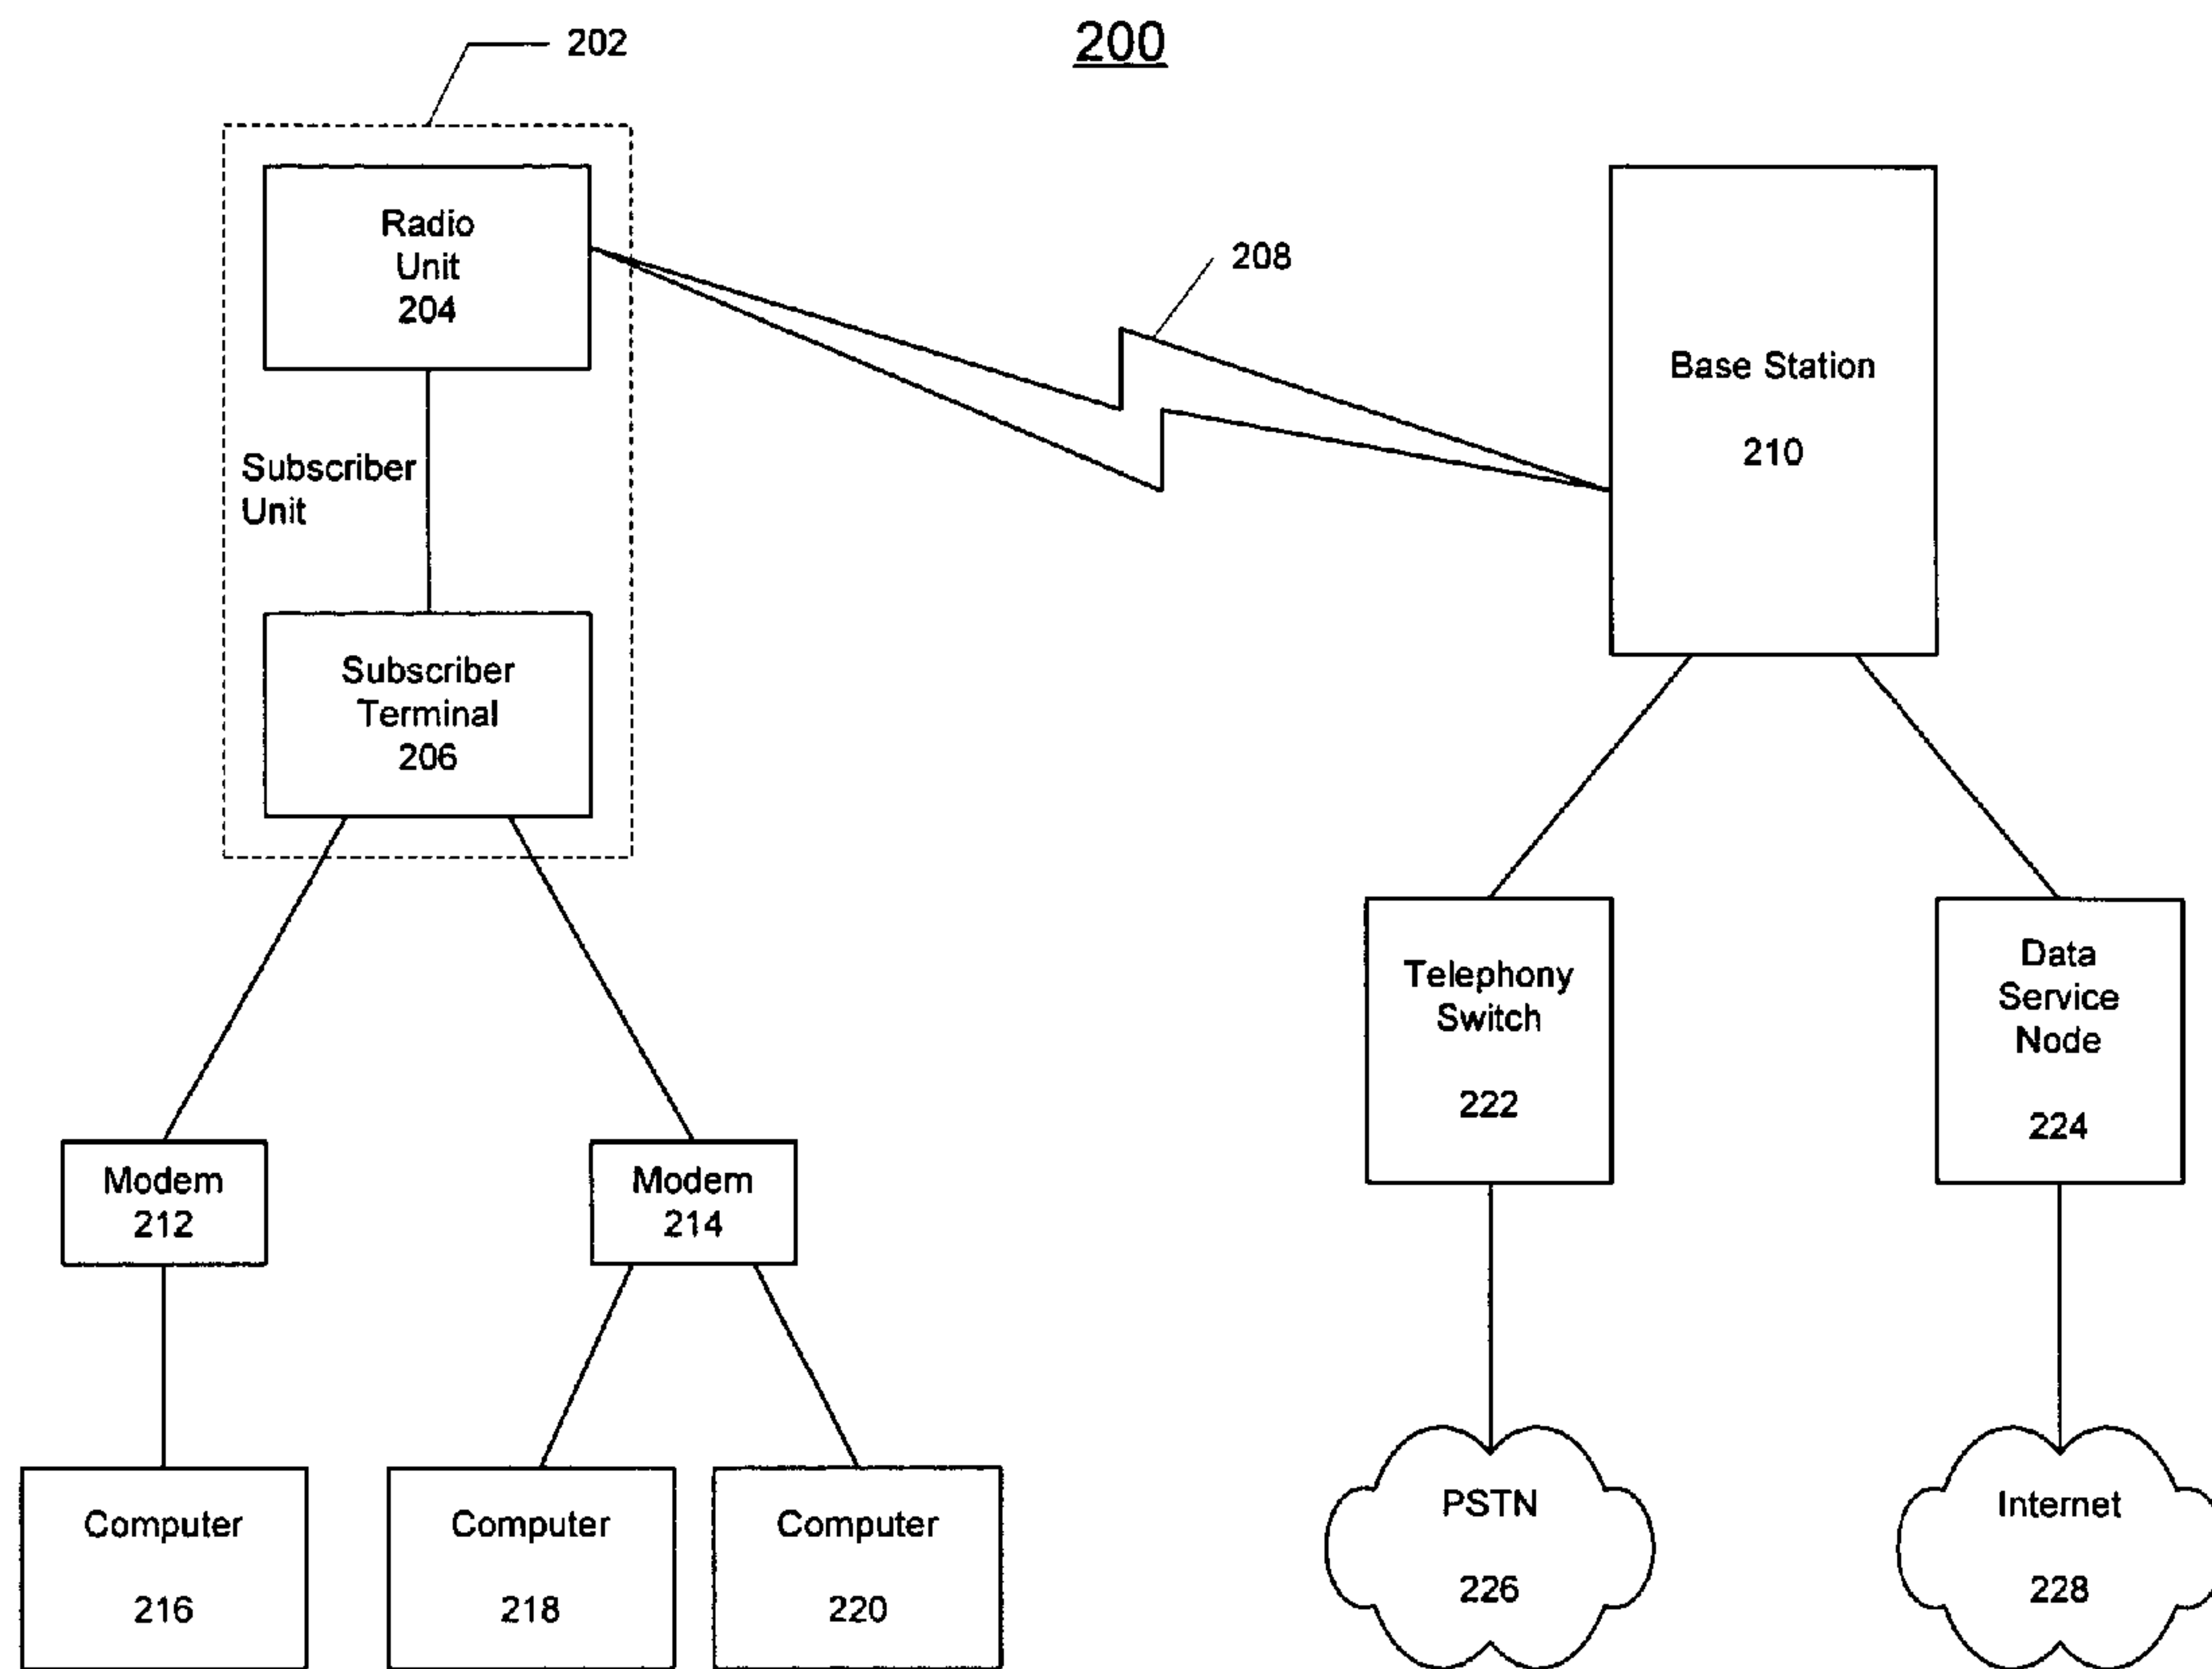 200
202
Radio
Unit
204
208
Base Station
210
Subscriber
Unit
Subscriber
Terminal
206
Telephony
Switch
222
Data
Service
Node
224
Modem
212
Modem
214
Computer
216
Computer
218
Computer
220
PSTN
226
Internet
228